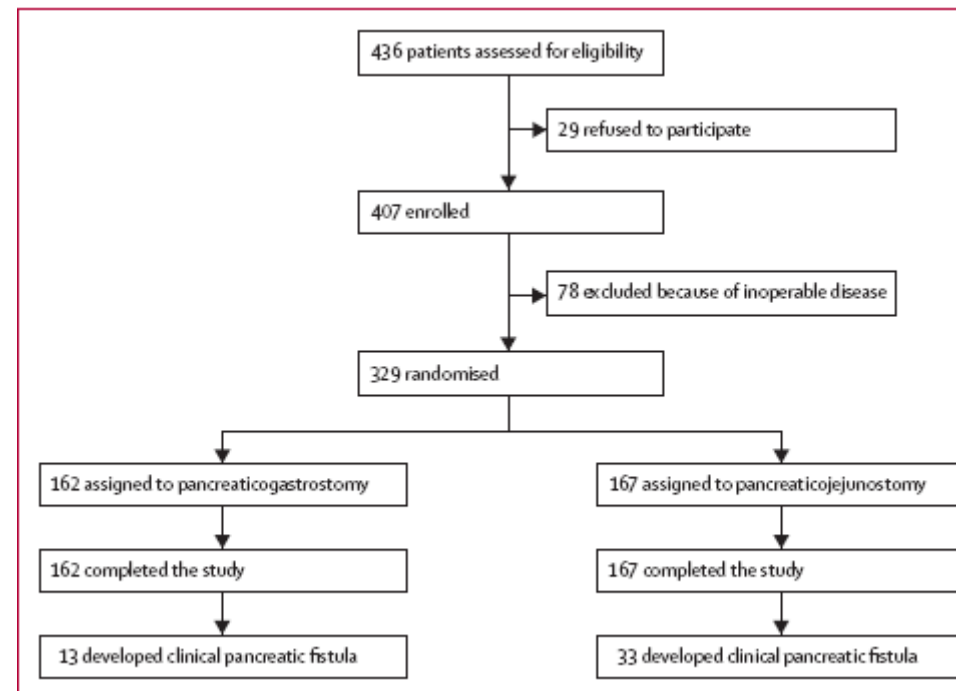 436 patients assessed for eligibility
29 refused to participate
407 enrolled
78 excluded because of inoperable disease
329 randomised
162 assigned to pancreaticogastrostomy
167 assigned to pancreaticojejunostomy
162 completed the study
167 completed the study
13 developed clinical pancreatic fistula
33 developed clinical pancreatic fistula